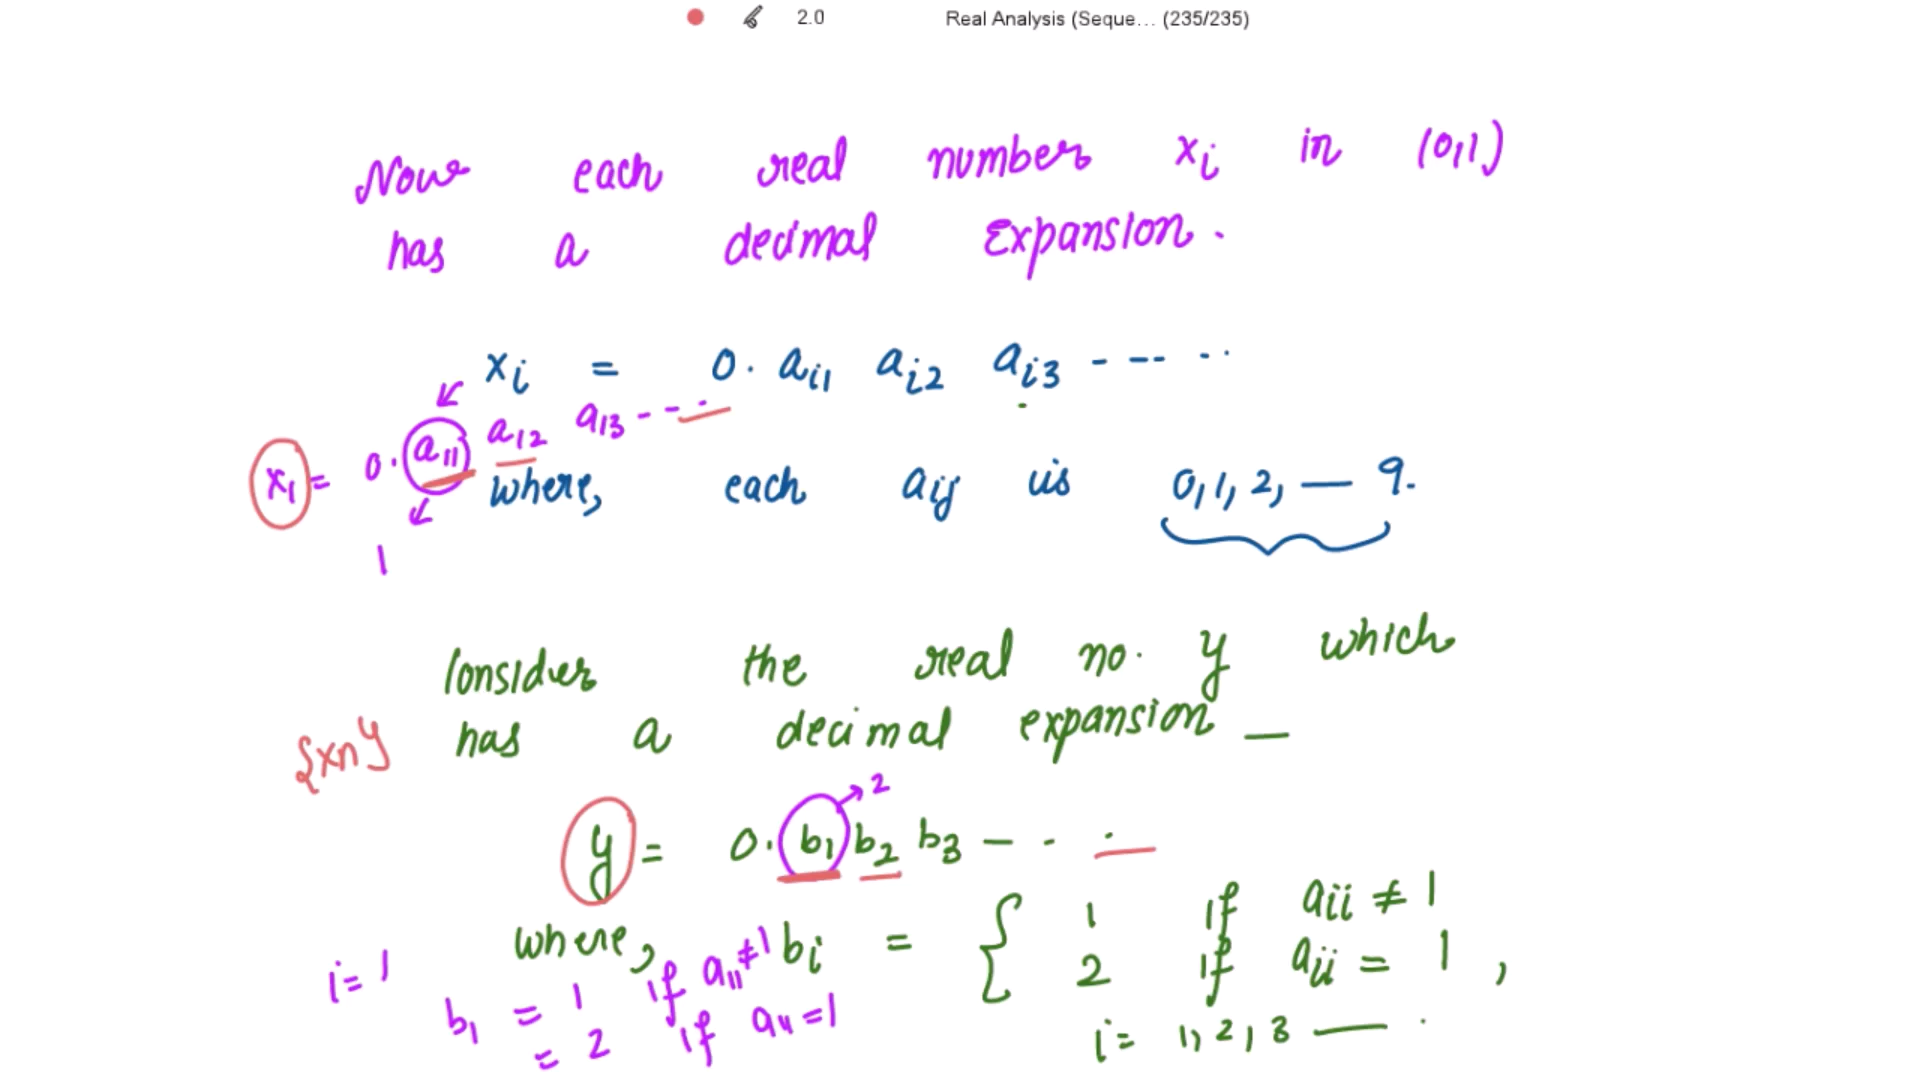 2.0 Real Analysis (Seque... (235/235)
Now each real number xi in (0,1)
has a decimal Expansion.
xi = 0. ai1 ai2 ai3 ---- ..
x1 = 0. a11 a12 a13 ----
where, each aij is 0,1,2, — 9.
1
Consider the real no. y which
has a decimal expansion —
{xn}
2
y = 0. b1 b2 b3 - - -
where, bi = { 1 if aii ≠ 1
2 if aii = 1 ,
i = 1, 2, 3 — .
i = 1
b1 = 1 if a11 ≠ 1
= 2 if a11 = 1